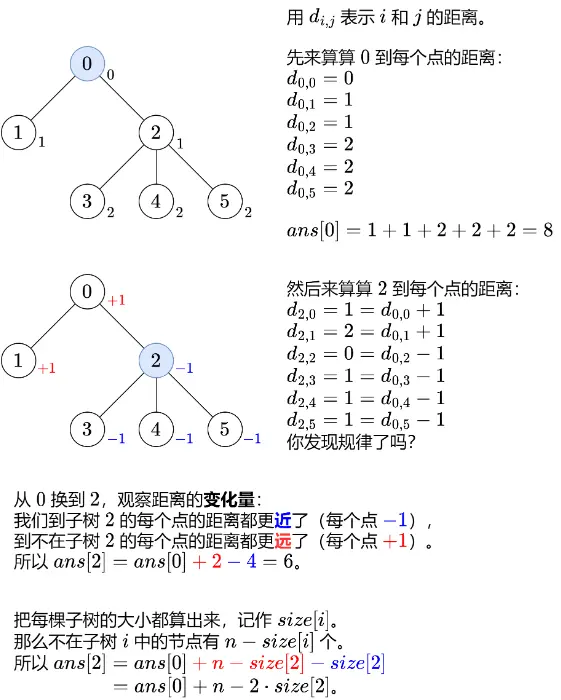 用 d_{i,j} 表示 i 和 j 的距离。
先来算算 0 到每个点的距离：
d_{0,0} = 0
d_{0,1} = 1
d_{0,2} = 1
d_{0,3} = 2
d_{0,4} = 2
d_{0,5} = 2
ans[0] = 1 + 1 + 2 + 2 + 2 = 8
0 0
1 1
2 1
3 2
4 2
5 2
然后来算算 2 到每个点的距离：
d_{2,0} = 1 = d_{0,0} + 1
d_{2,1} = 2 = d_{0,1} + 1
d_{2,2} = 0 = d_{0,2} − 1
d_{2,3} = 1 = d_{0,3} − 1
d_{2,4} = 1 = d_{0,4} − 1
d_{2,5} = 1 = d_{0,5} − 1
你发现规律了吗？
0 +1
1 +1
2 −1
3 −1
4 −1
5 −1
从 0 换到 2，观察距离的变化量：
我们到子树 2 的每个点的距离都更近了（每个点 −1），
到不在子树 2 的每个点的距离都更远了（每个点 +1）。
所以 ans[2] = ans[0] + 2 − 4 = 6。
把每棵子树的大小都算出来，记作 size[i]。
那么不在子树 i 中的节点有 n − size[i] 个。
所以 ans[2] = ans[0] + n − size[2] − size[2]
= ans[0] + n − 2 · size[2]。